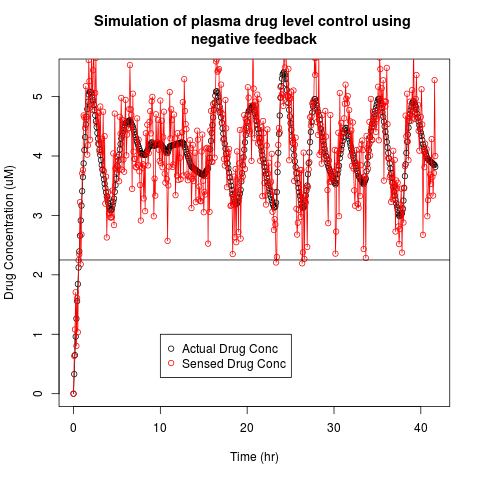 Simulation of plasma drug level control using
negative feedback
Drug Concentration (uM)
5
4
3
2
1
0
Actual Drug Conc
Sensed Drug Conc
0 10 20 30 40
Time (hr)